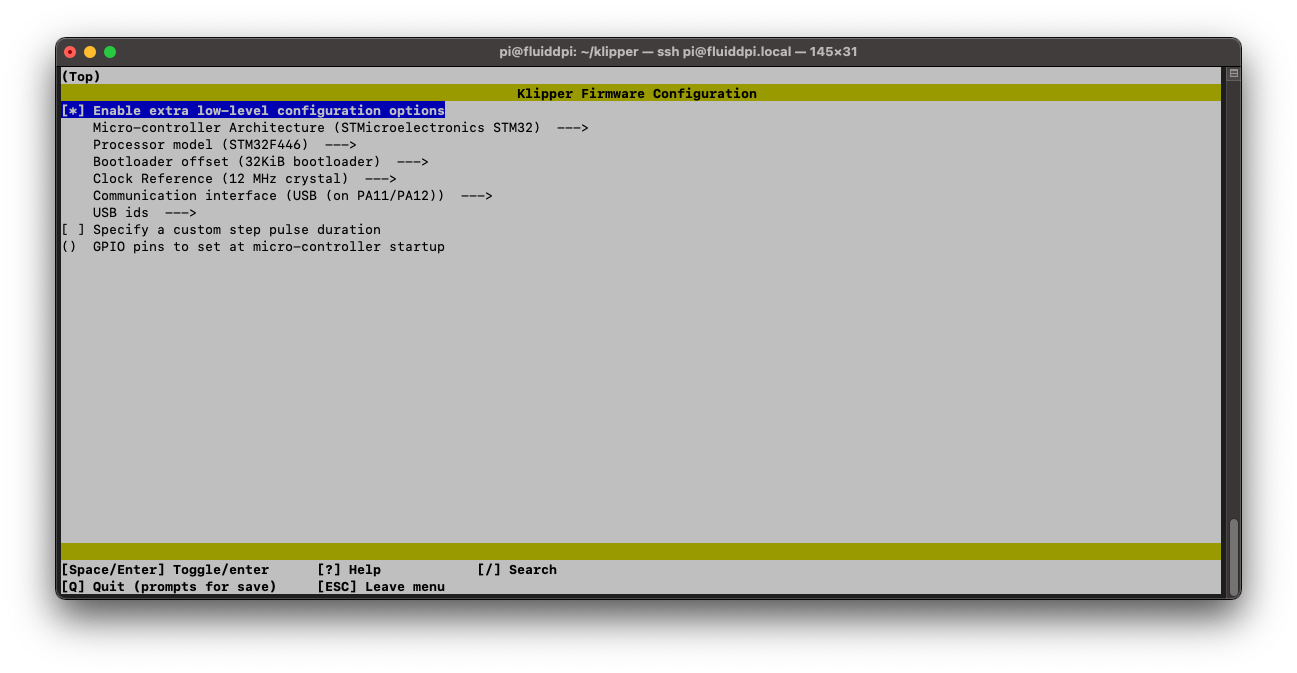 pi@fluiddpi: ~/klipper — ssh pi@fluiddpi.local — 145×31
(Top)
Klipper Firmware Configuration
[*] Enable extra low-level configuration options
Micro-controller Architecture (STMicroelectronics STM32)  --->
Processor model (STM32F446)  --->
Bootloader offset (32KiB bootloader)  --->
Clock Reference (12 MHz crystal)  --->
Communication interface (USB (on PA11/PA12))  --->
USB ids  --->
[ ] Specify a custom step pulse duration
()  GPIO pins to set at micro-controller startup
[Space/Enter] Toggle/enter      [?] Help            [/] Search
[Q] Quit (prompts for save)     [ESC] Leave menu